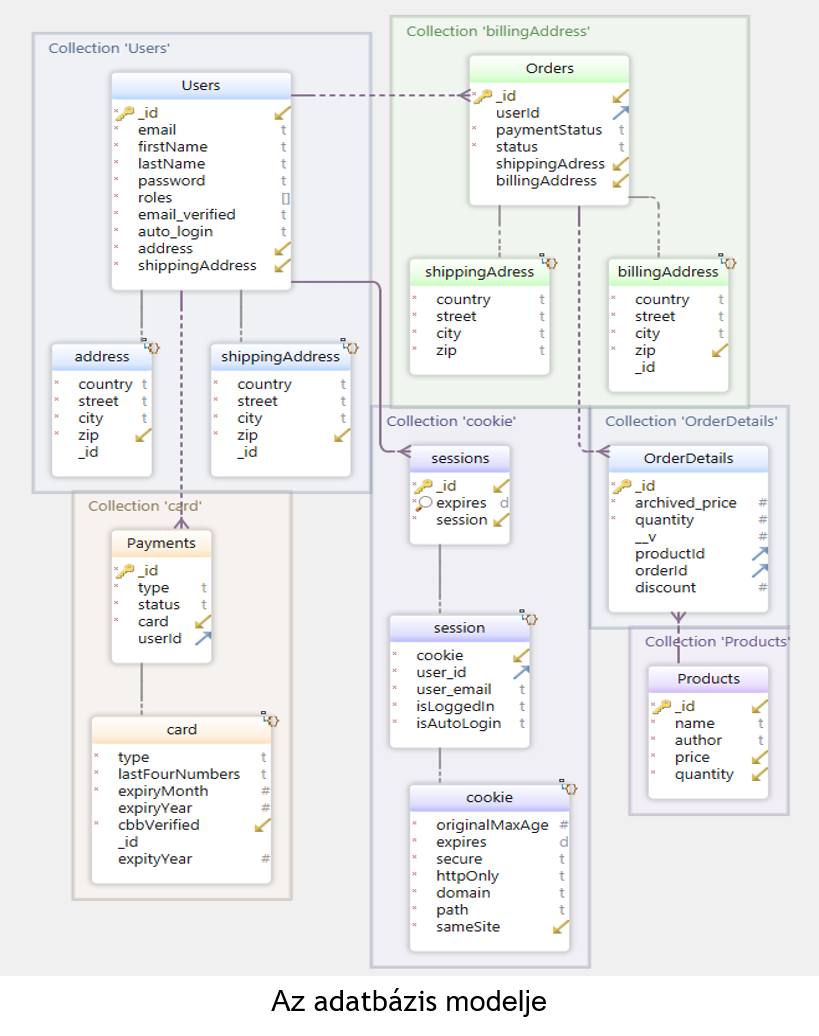 Collection 'Users'
Users
_id
email t
firstName t
lastName t
password t
roles []
email_verified t
auto_login t
address
shippingAddress
address
country t
street t
city t
zip
_id
shippingAddress
country t
street t
city t
zip
_id
Collection 'billingAddress'
Orders
_id
userId
paymentStatus t
status t
shippingAdress
billingAddress
shippingAdress
country t
street t
city t
zip t
billingAddress
country t
street t
city t
zip
_id
Collection 'card'
Payments
_id
type t
status t
card
userId
card
type t
lastFourNumbers t
expiryMonth #
expiryYear #
cbbVerified
_id
expityYear #
Collection 'cookie'
sessions
_id
expires d
session
session
cookie
user_id
user_email t
isLoggedIn t
isAutoLogin t
cookie
originalMaxAge #
expires d
secure t
httpOnly t
domain t
path t
sameSite
Collection 'OrderDetails'
OrderDetails
_id
archived_price #
quantity #
__v #
productId
orderId
discount #
Collection 'Products'
Products
_id
name t
author t
price
quantity
Az adatbázis modelje